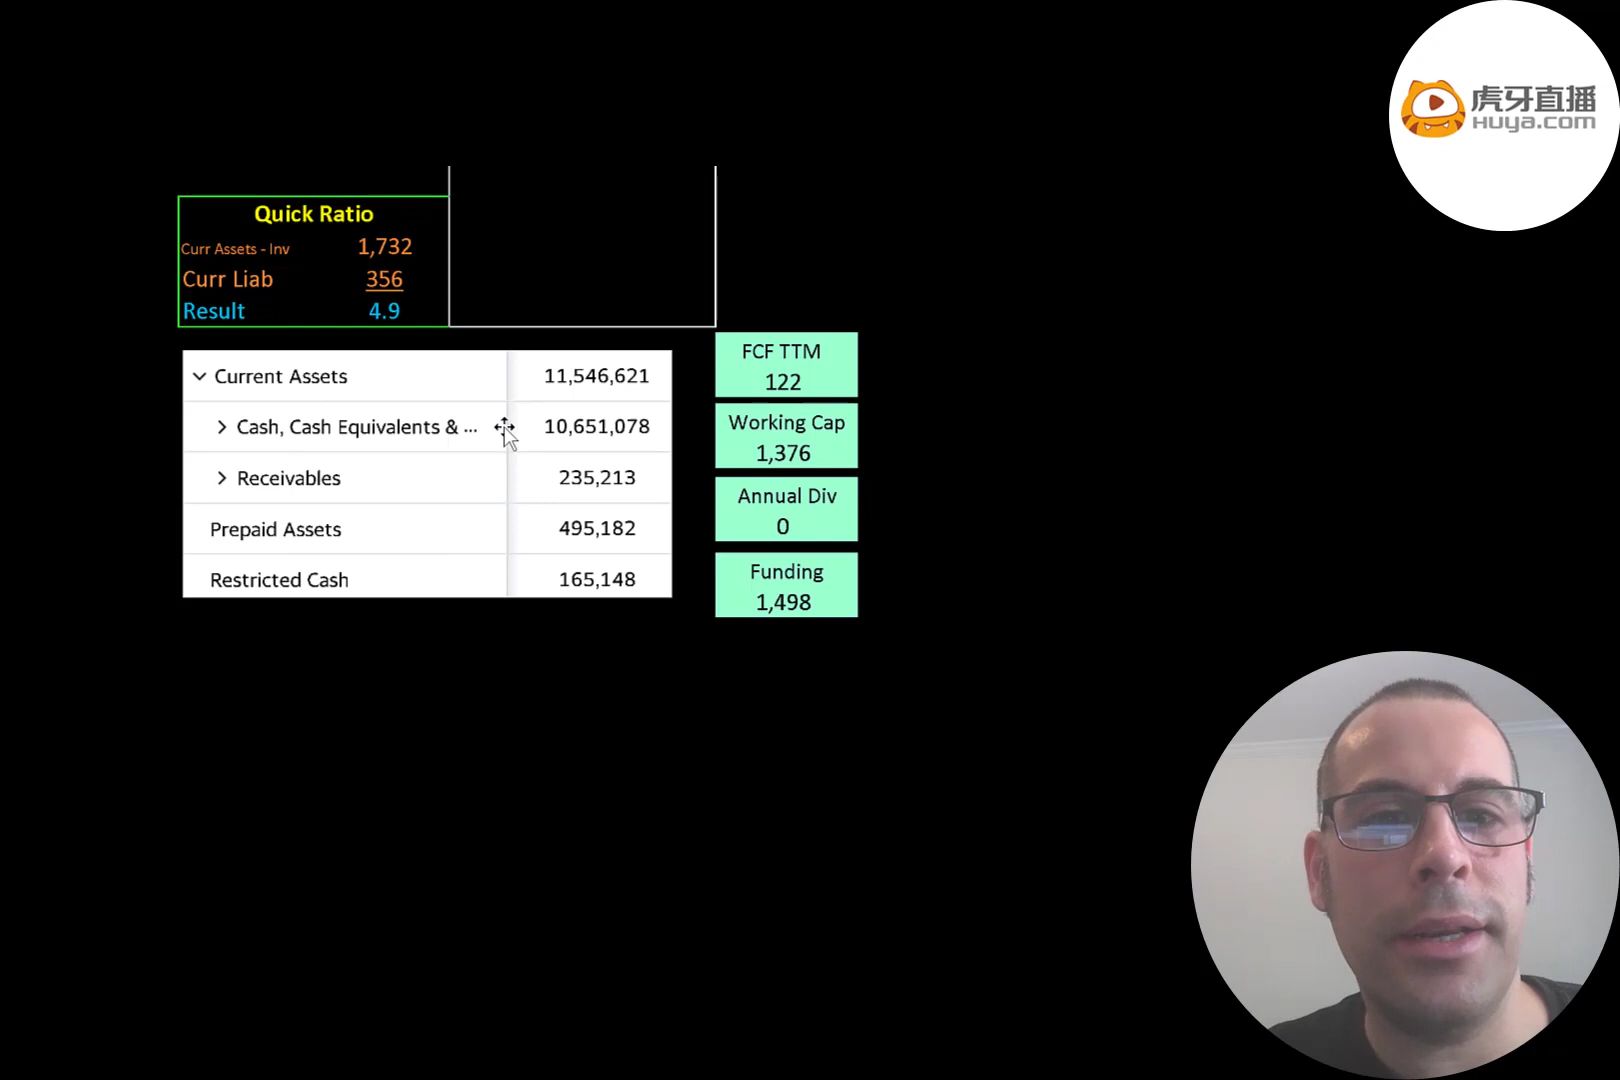 虎牙直播
HUYA.com
Quick Ratio
Curr Assets - Inv 1,732
Curr Liab 356
Result 4.9
Current Assets 11,546,621
Cash, Cash Equivalents & ... 10,651,078
Receivables 235,213
Prepaid Assets 495,182
Restricted Cash 165,148
FCF TTM
122
Working Cap
1,376
Annual Div
0
Funding
1,498